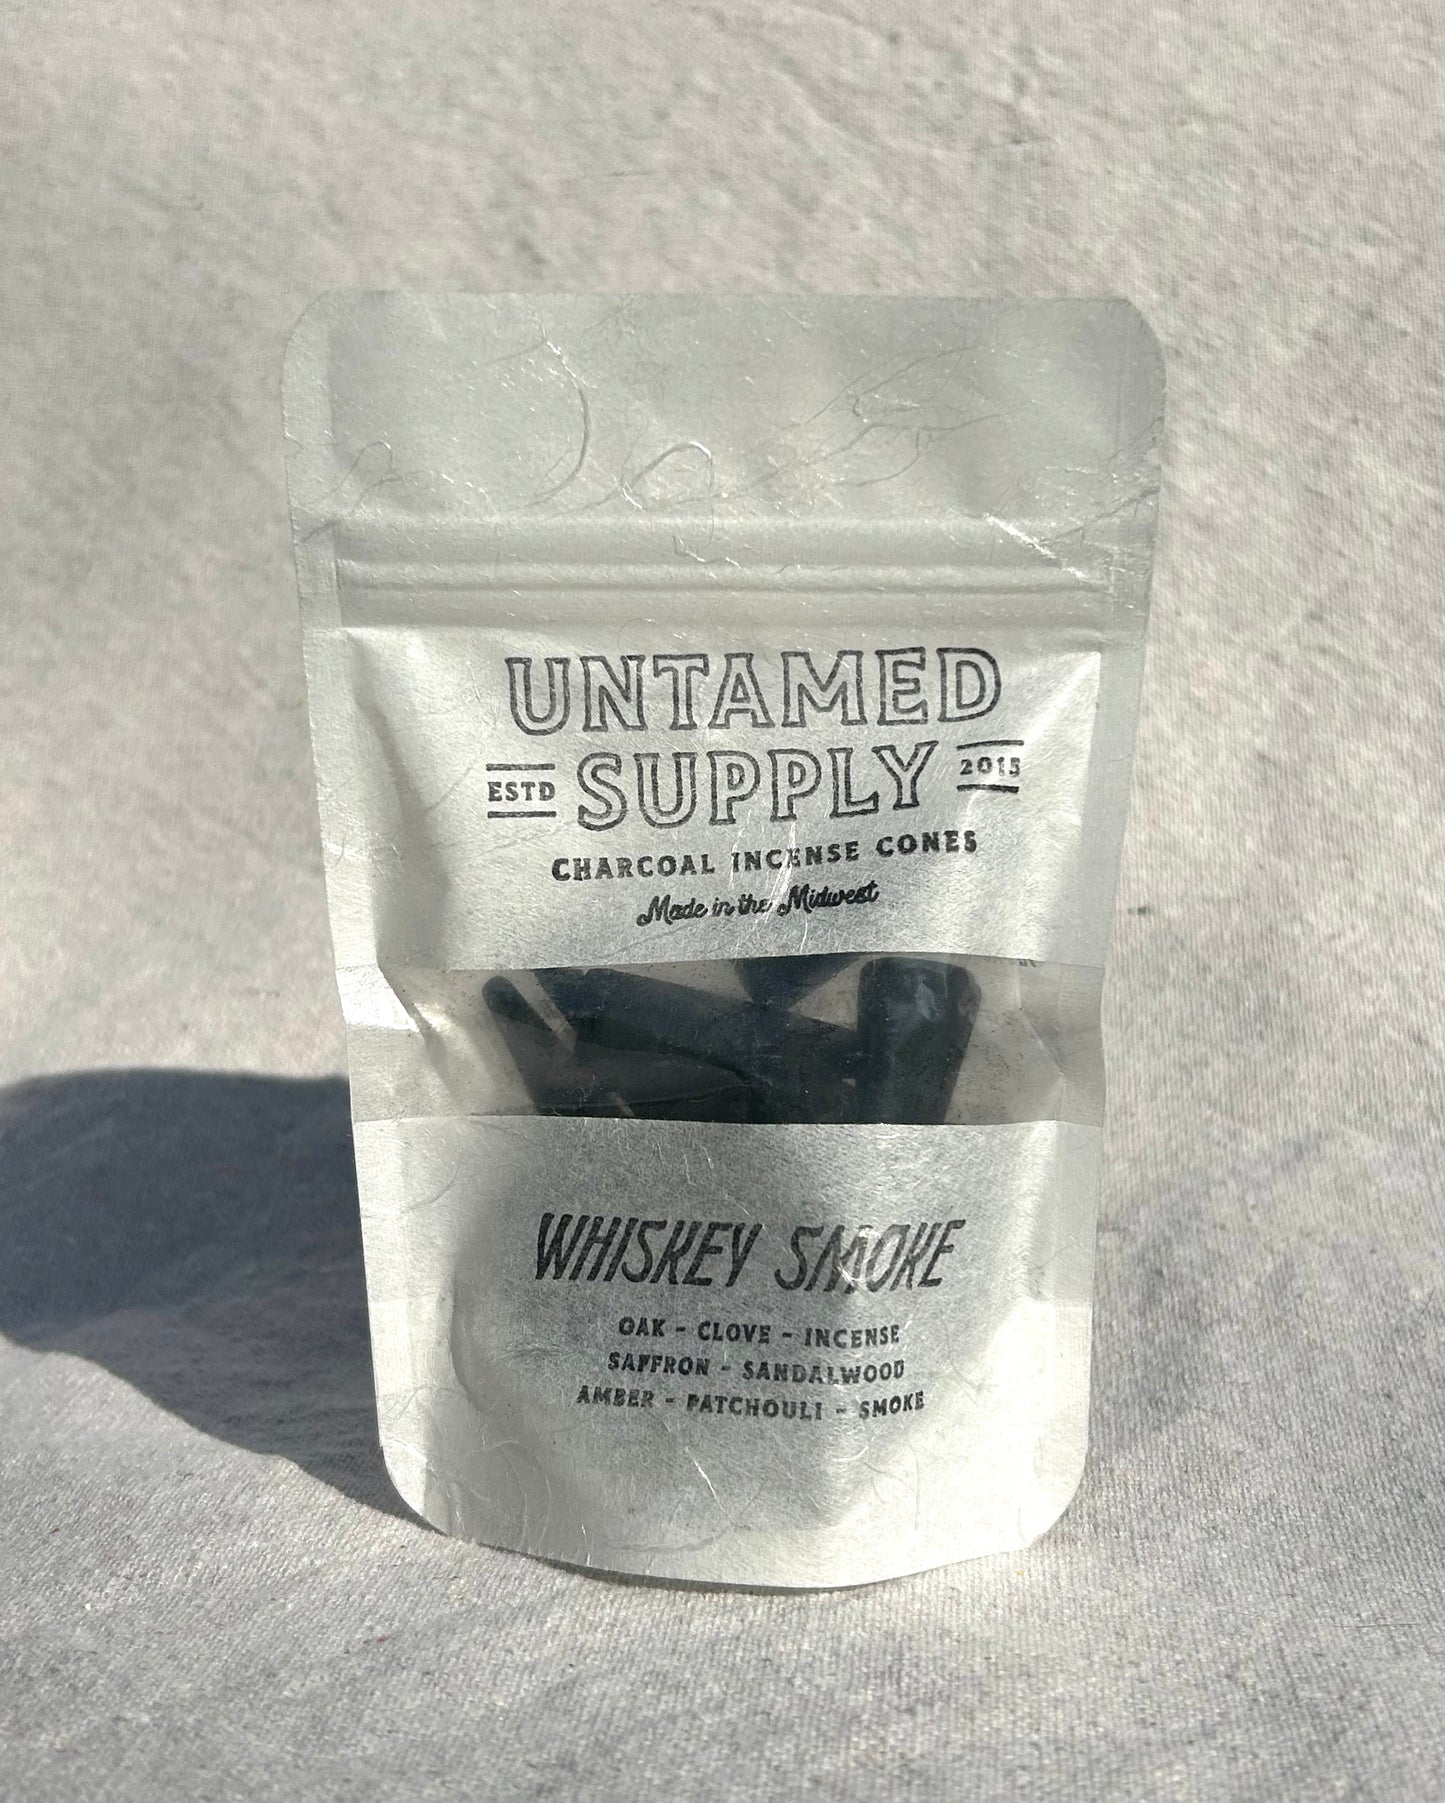 UNTAMED
ESTD SUPPLY 2015
CHARCOAL INCENSE CONES
Made in the Midwest
WHISKEY SMOKE
OAK - CLOVE - INCENSE
SAFFRON - SANDALWOOD
AMBER - PATCHOULI - SMOKE